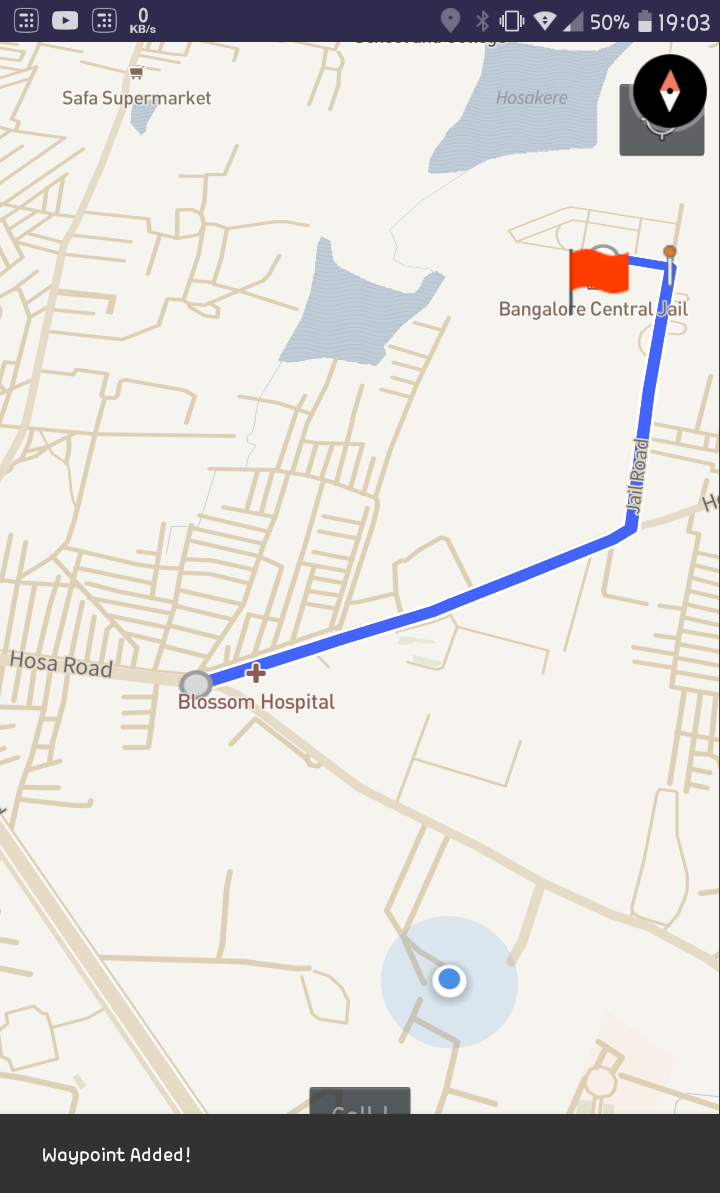 0
KB/s
50%
19:03
Safa Supermarket
Hosakere
Bangalore Central Jail
Jail Road
Hosa Road
Blossom Hospital
Waypoint Added!